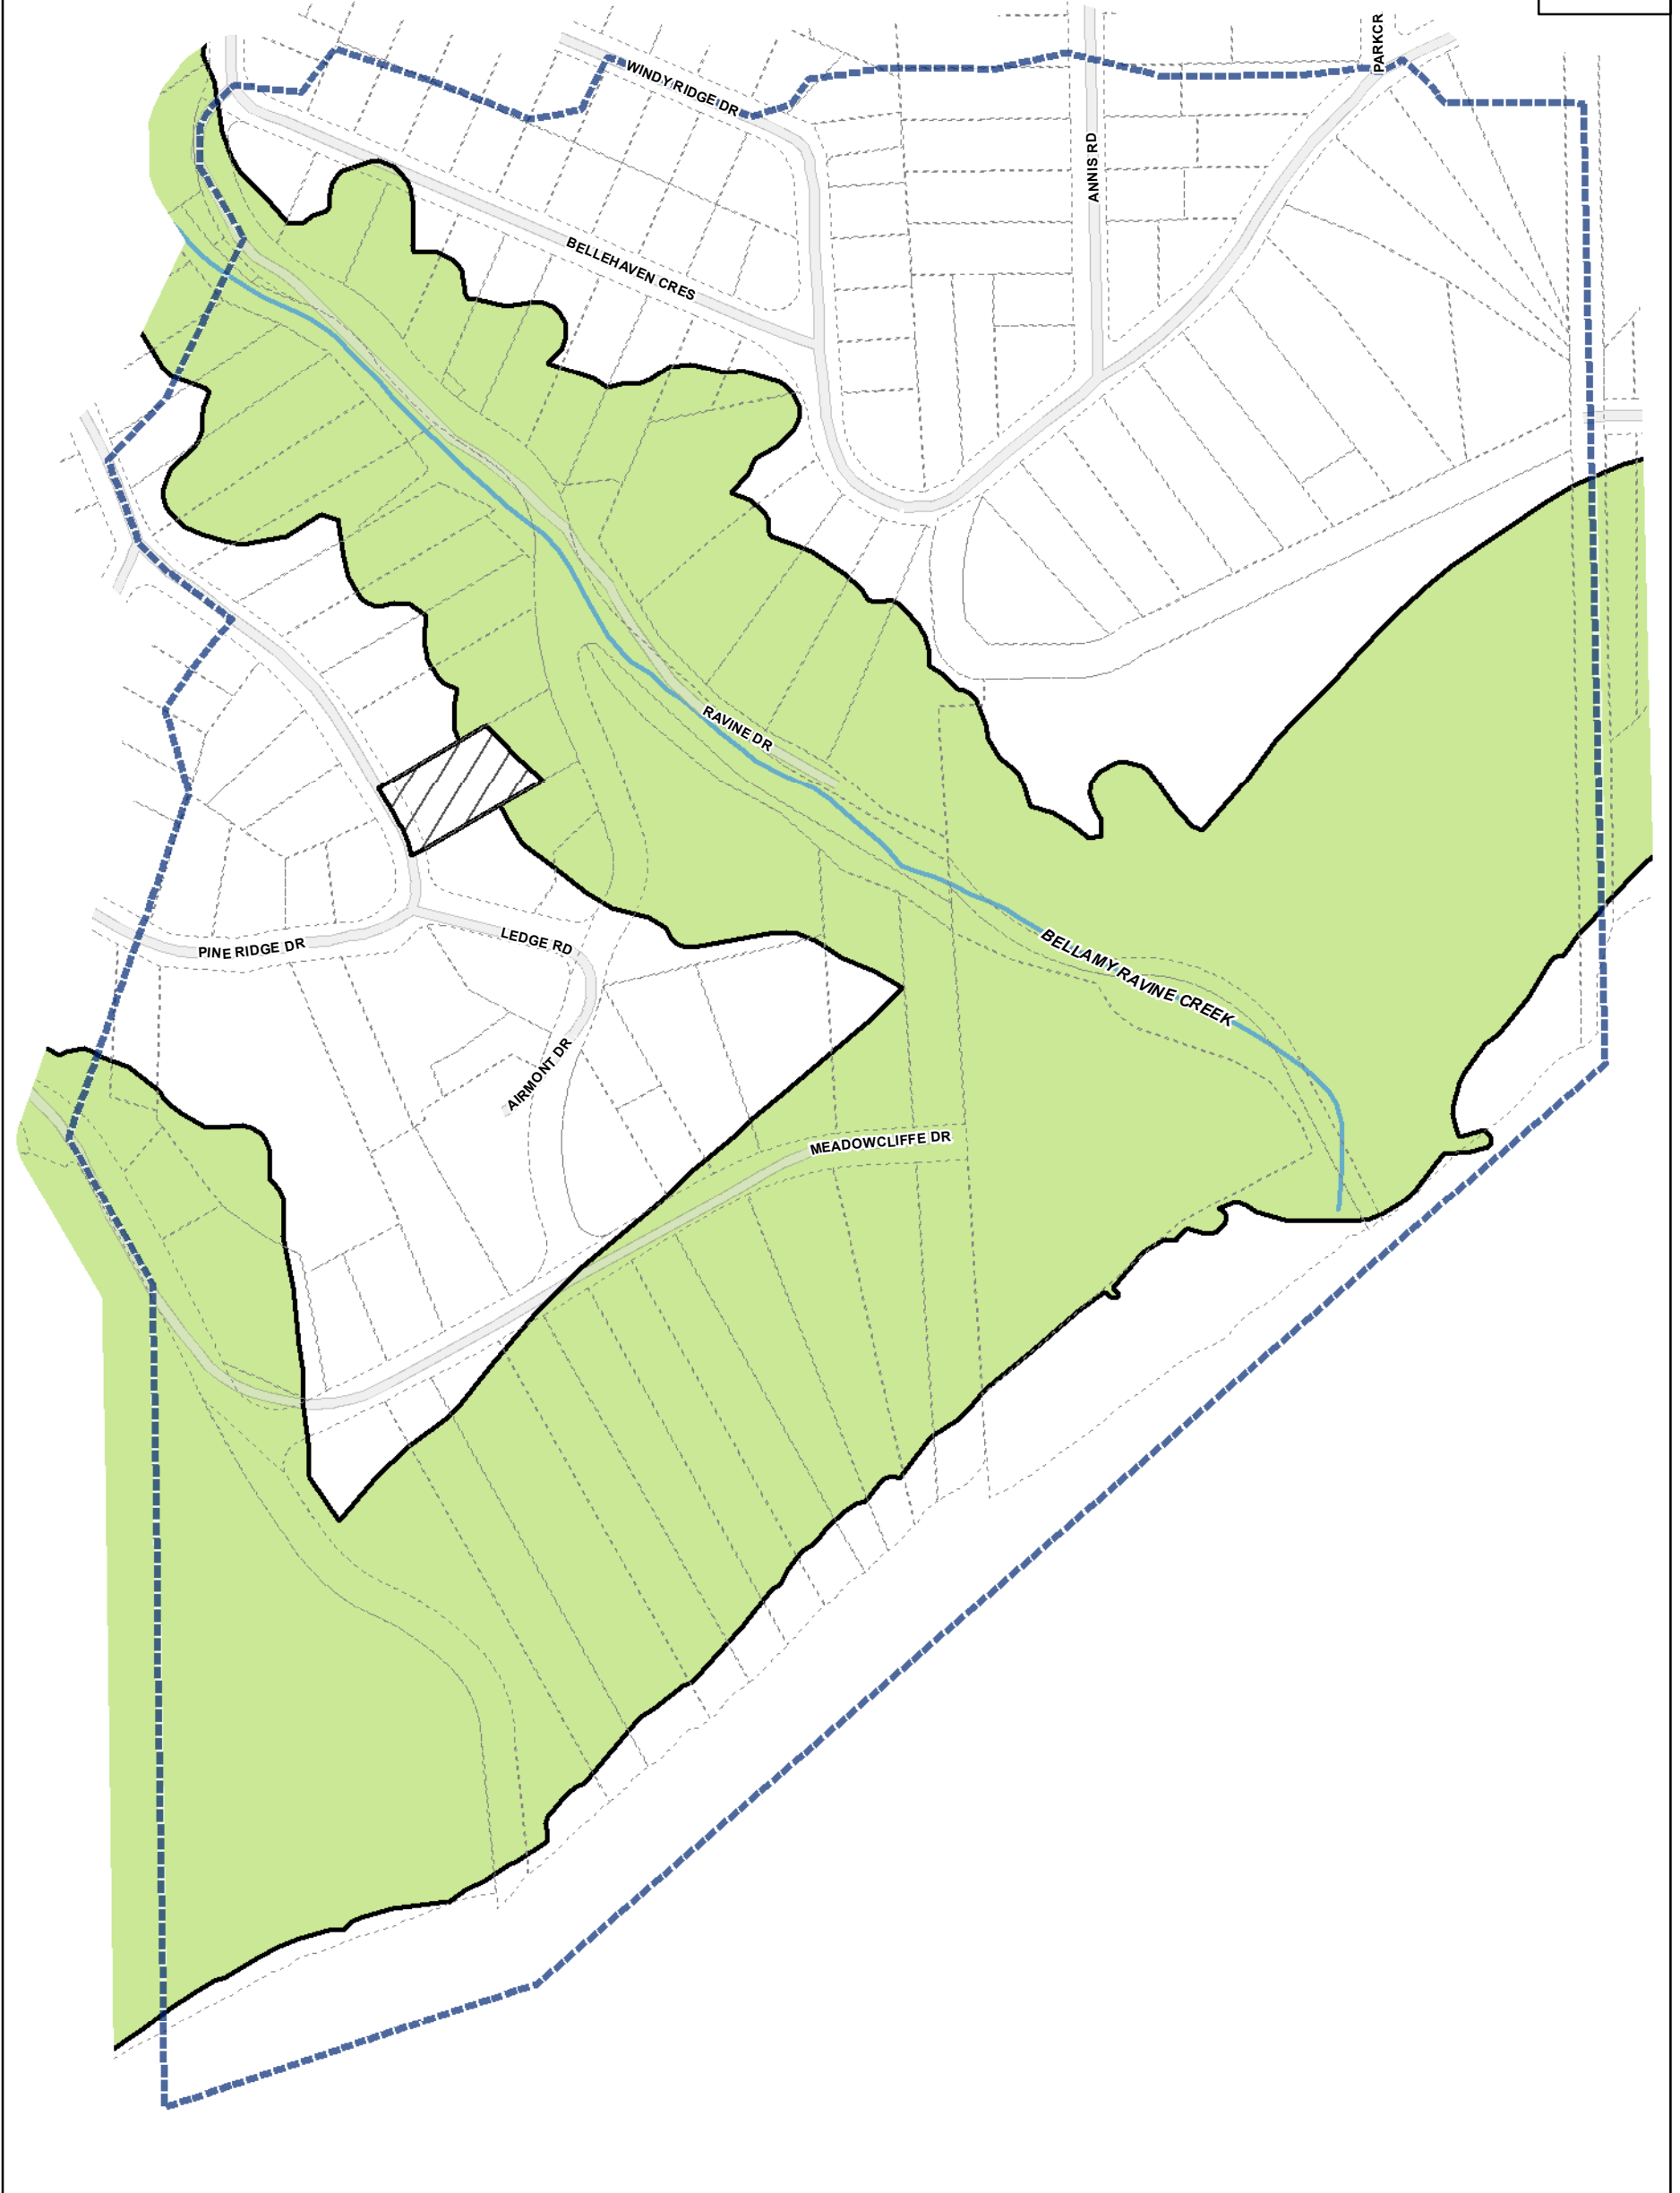 PARKCR
WINDY RIDGE DR
ANNIS RD
BELLEHAVEN CRES
RAVINE DR
PINE RIDGE DR
LEDGE RD
BELLAMY RAVINE CREEK
AIRMONT DR
MEADOWCLIFFE DR